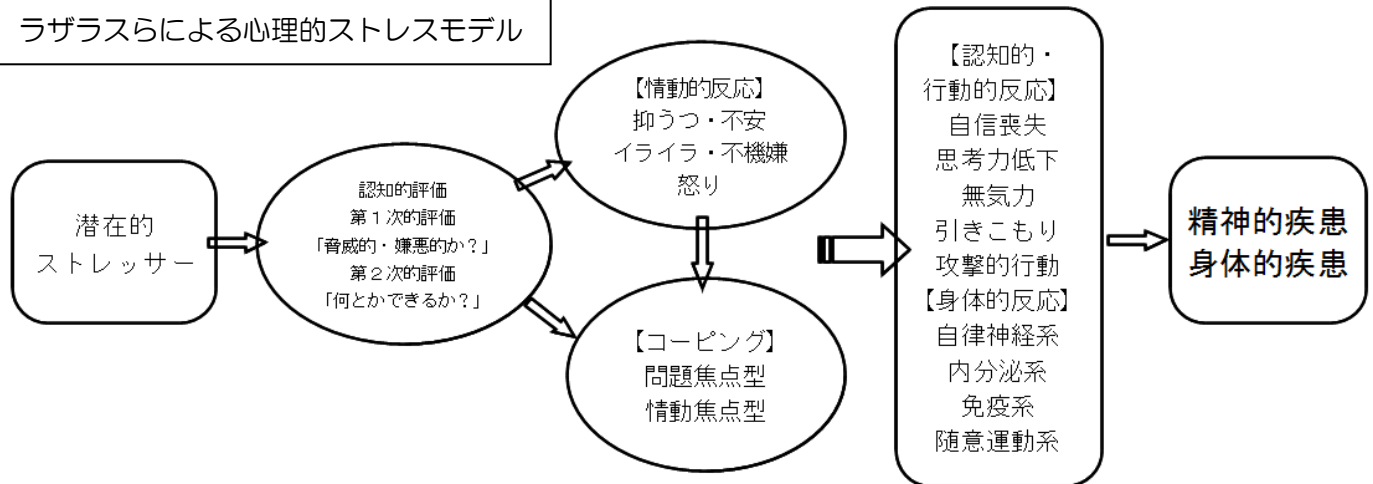 ラザラスらによる心理的ストレスモデル
潜在的
ストレッサー
認知的評価
第１次的評価
「脅威的・嫌悪的か？」
第２次的評価
「何とかできるか？」
【情動的反応】
抑うつ・不安
イライラ・不機嫌
怒り
【コーピング】
問題焦点型
情動焦点型
【認知的・
行動的反応】
自信喪失
思考力低下
無気力
引きこもり
攻撃的行動
【身体的反応】
自律神経系
内分泌系
免疫系
随意運動系
精神的疾患
身体的疾患